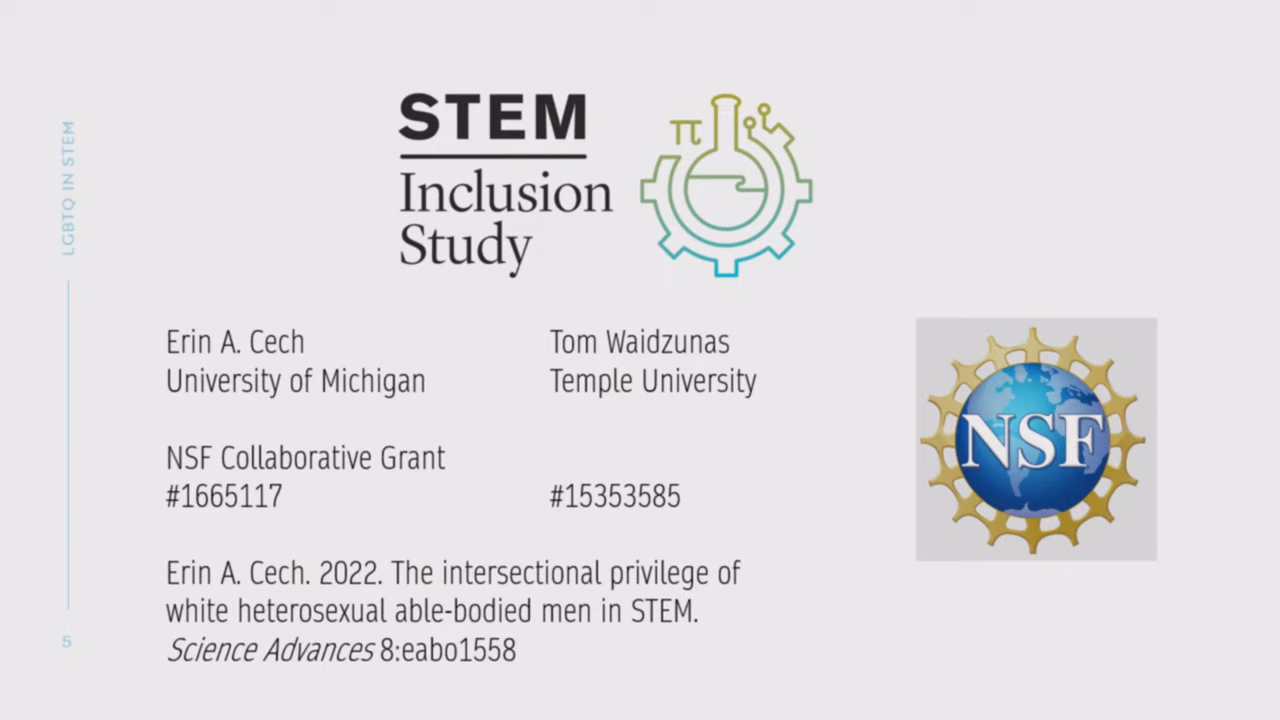 LGBTQ IN STEM
5
STEM
Inclusion
Study
π
Erin A. Cech
University of Michigan
Tom Waidzunas
Temple University
NSF Collaborative Grant
#1665117
#15353585
Erin A. Cech. 2022. The intersectional privilege of
white heterosexual able-bodied men in STEM.
Science Advances 8:eabo1558
NSF